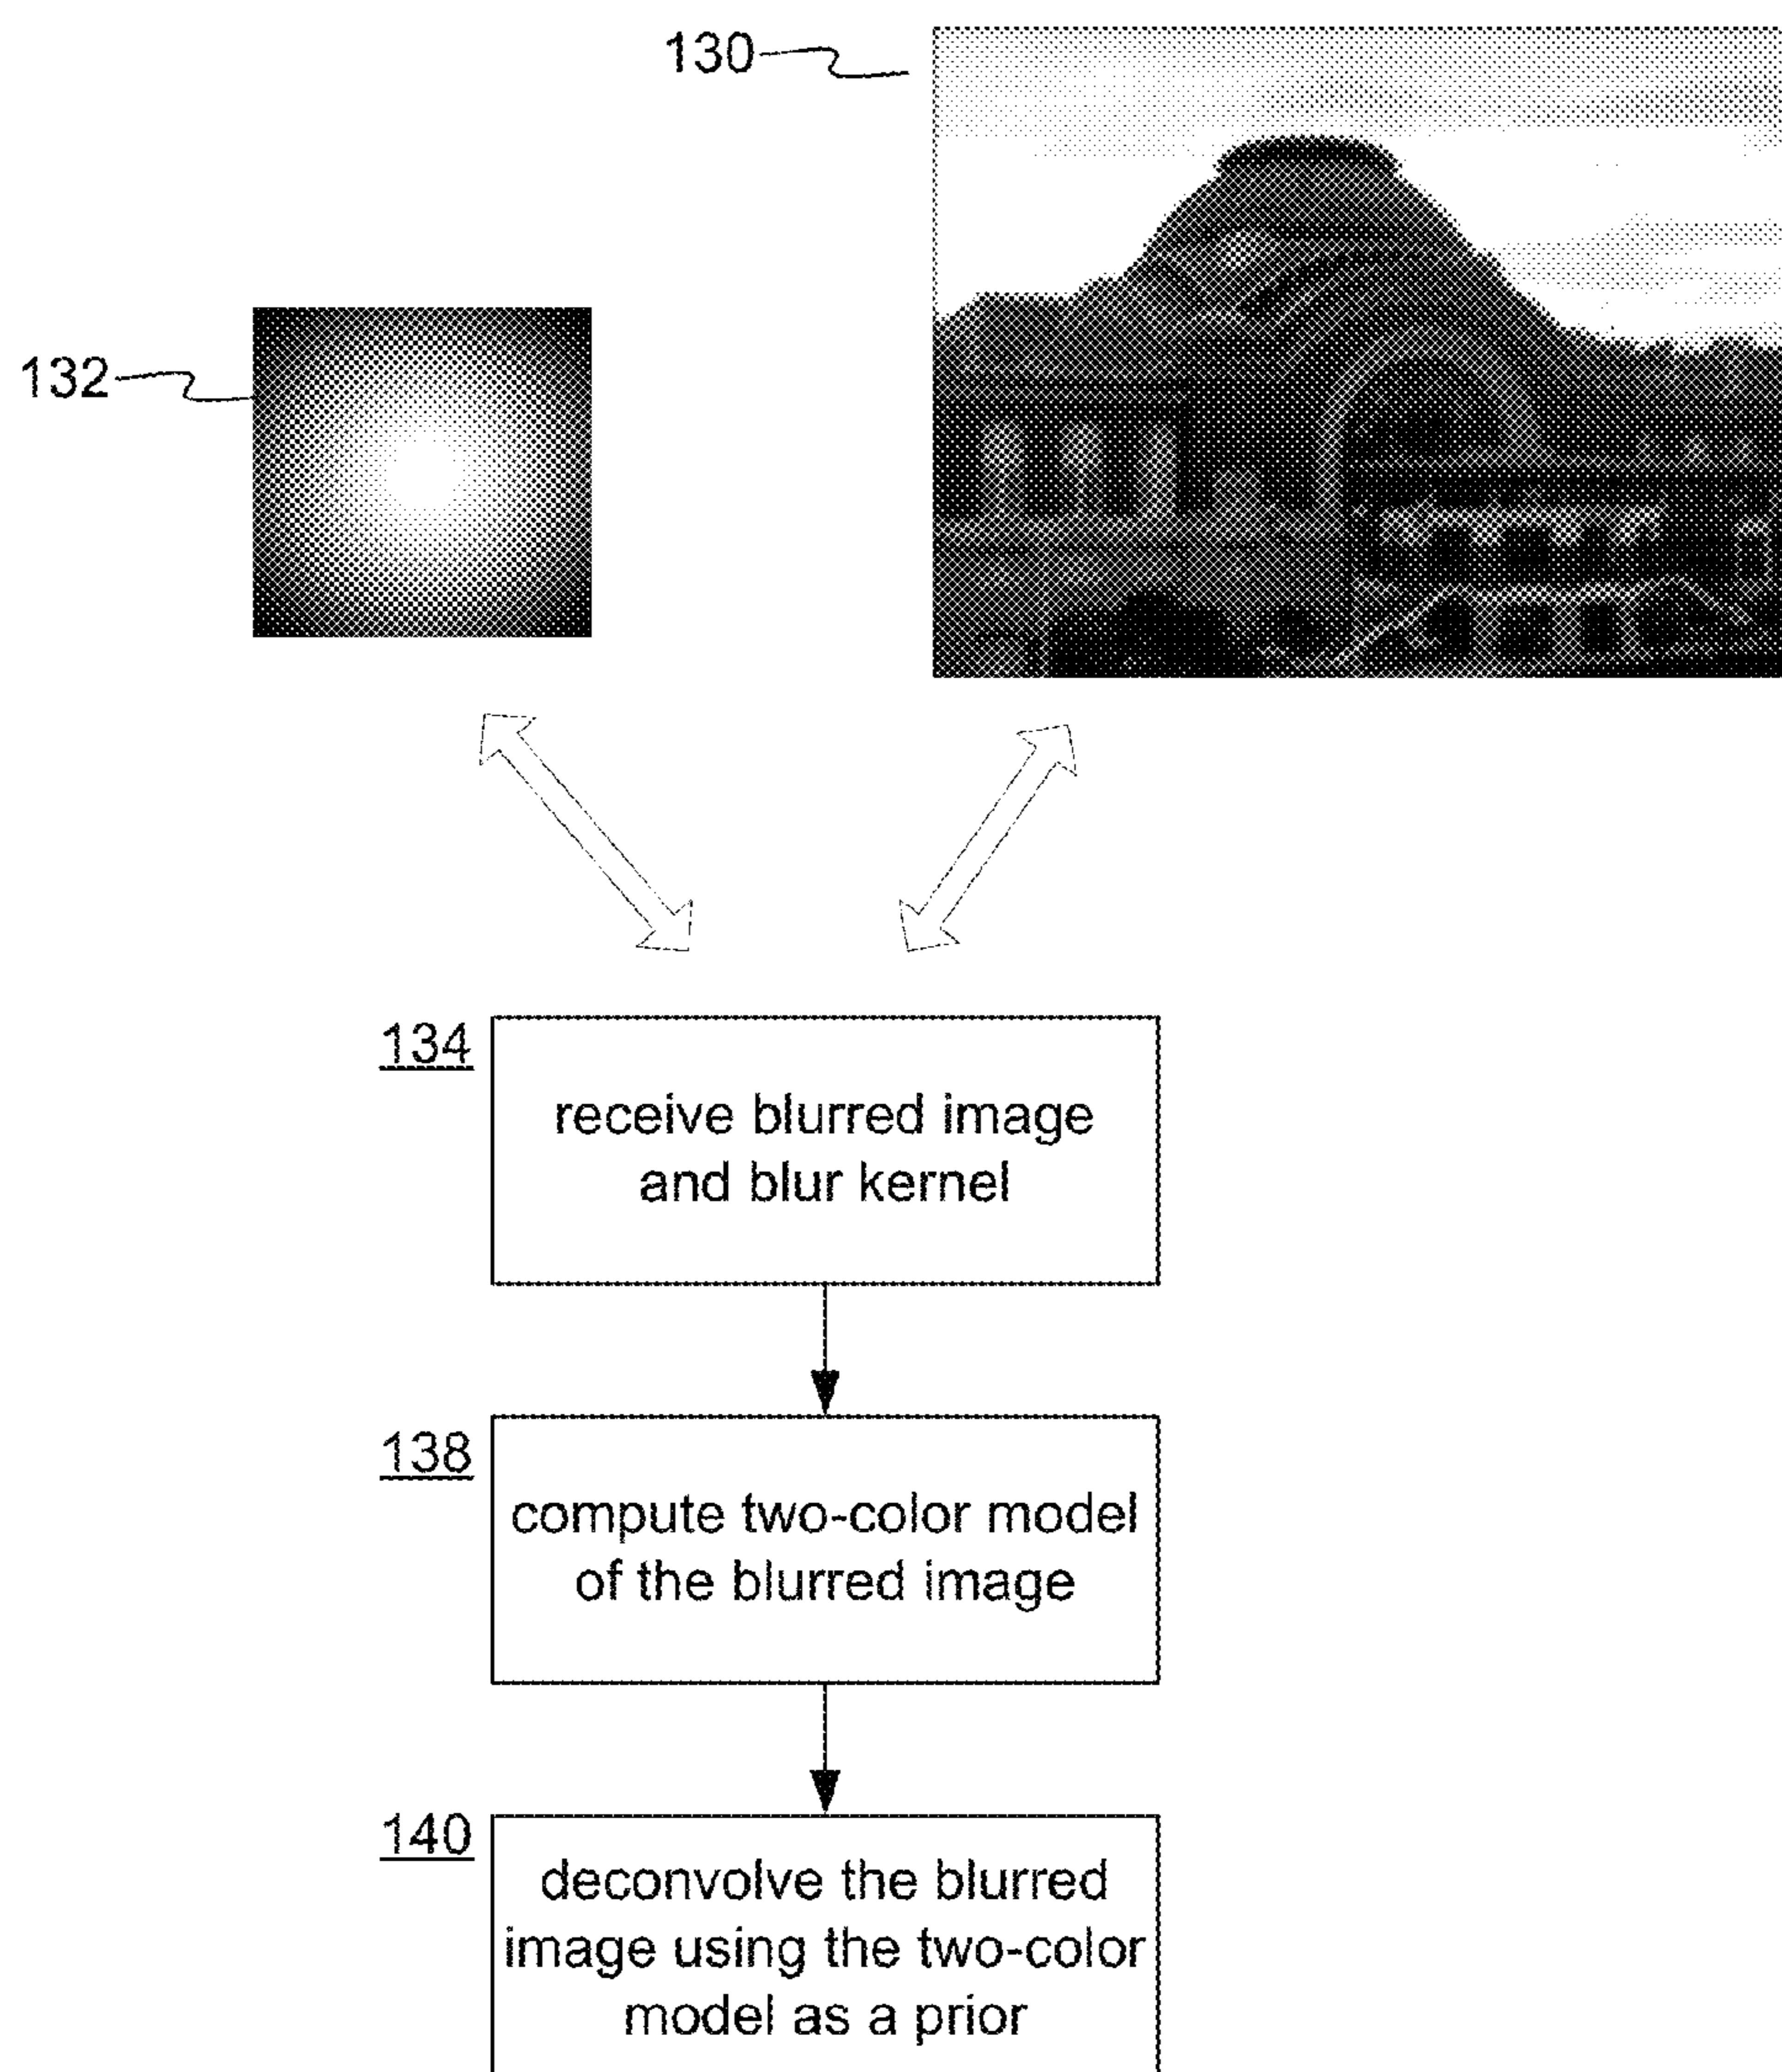 130
132
134
receive blurred image
and blur kernel
138
compute two-color model
of the blurred image
140
deconvolve the blurred
image using the two-color
model as a prior